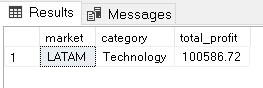 Results Messages
market category total_profit
1 LATAM Technology 100586.72